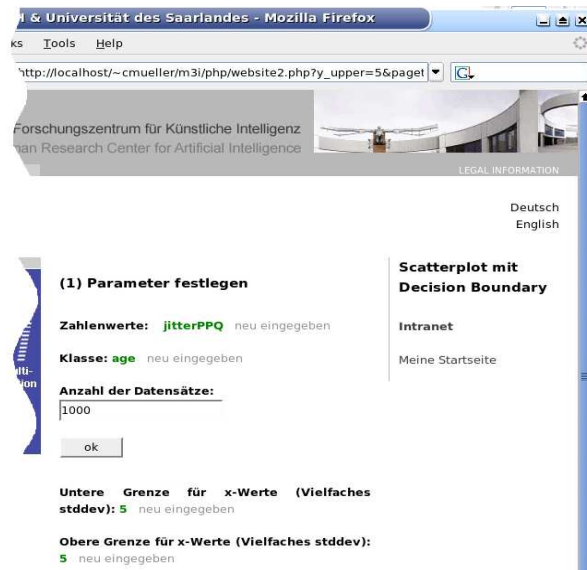 & Universität des Saarlandes - Mozilla Firefox
Tools Help
http://localhost/~cmueller/m3i/php/website2.php?y_upper=5&paget
G
Forschungszentrum für Künstliche Intelligenz
Research Center for Artificial Intelligence
LEGAL INFORMATION
Deutsch
English
(1) Parameter festlegen
Zahlenwerte: jitterPPQ neu eingegeben
Klasse: age neu eingegeben
Anzahl der Datensätze:
1000
ok
Untere Grenze für x-Werte (Vielfaches
stddev): 5 neu eingegeben
Obere Grenze für x-Werte (Vielfaches stddev):
5 neu eingegeben
Scatterplot mit
Decision Boundary
Intranet
Meine Startseite